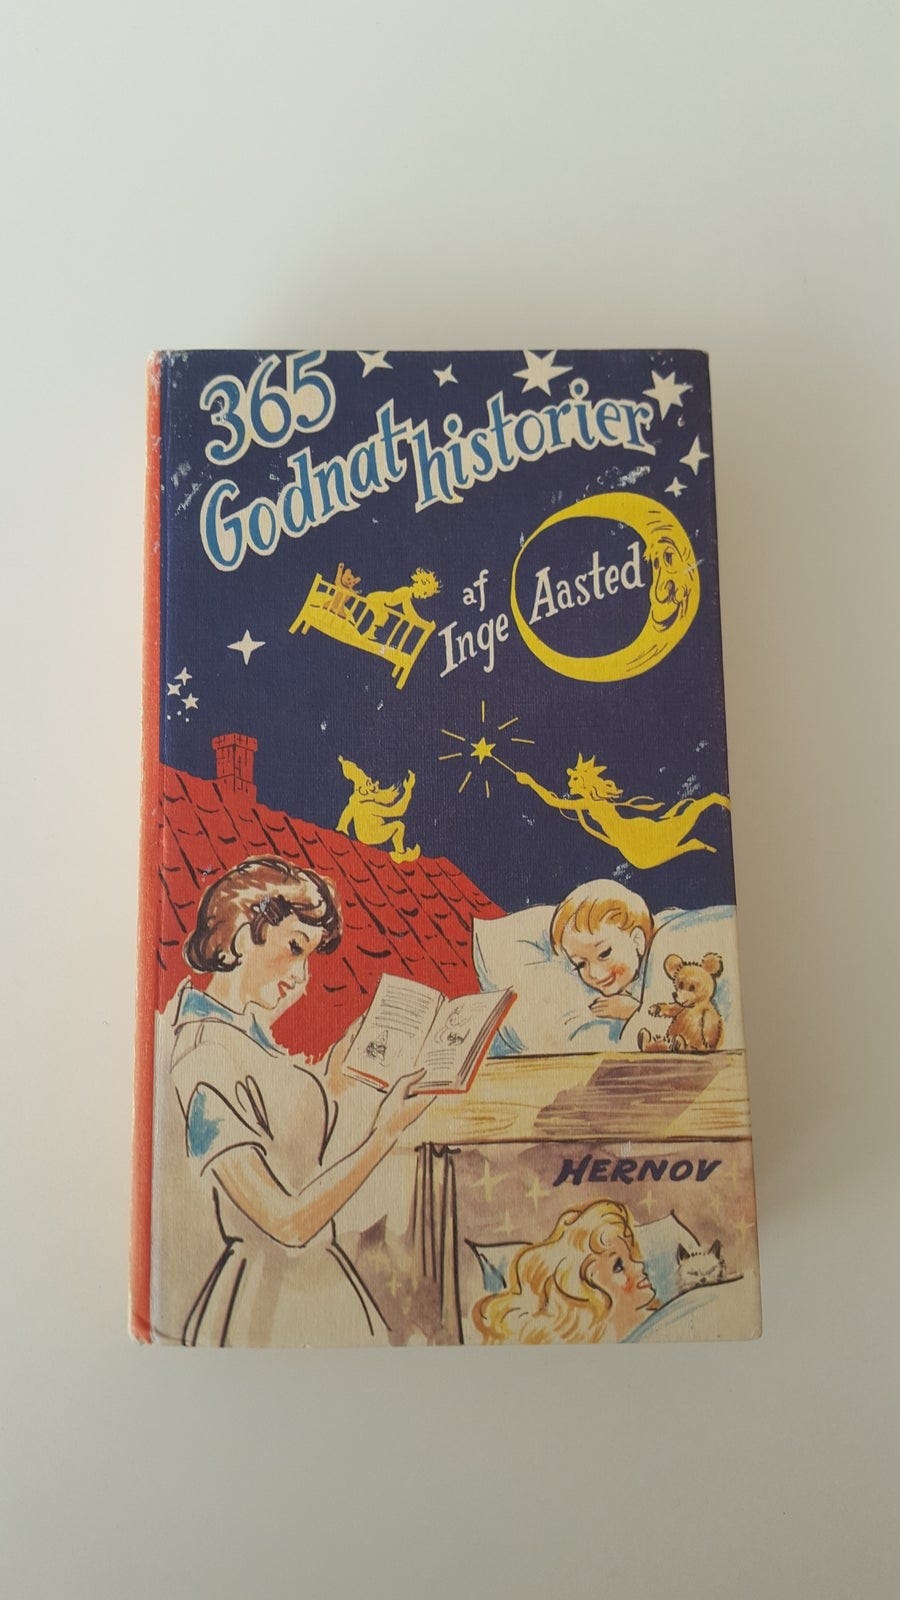 365
Godnat historier
af
Inge Aasted
HERNOV